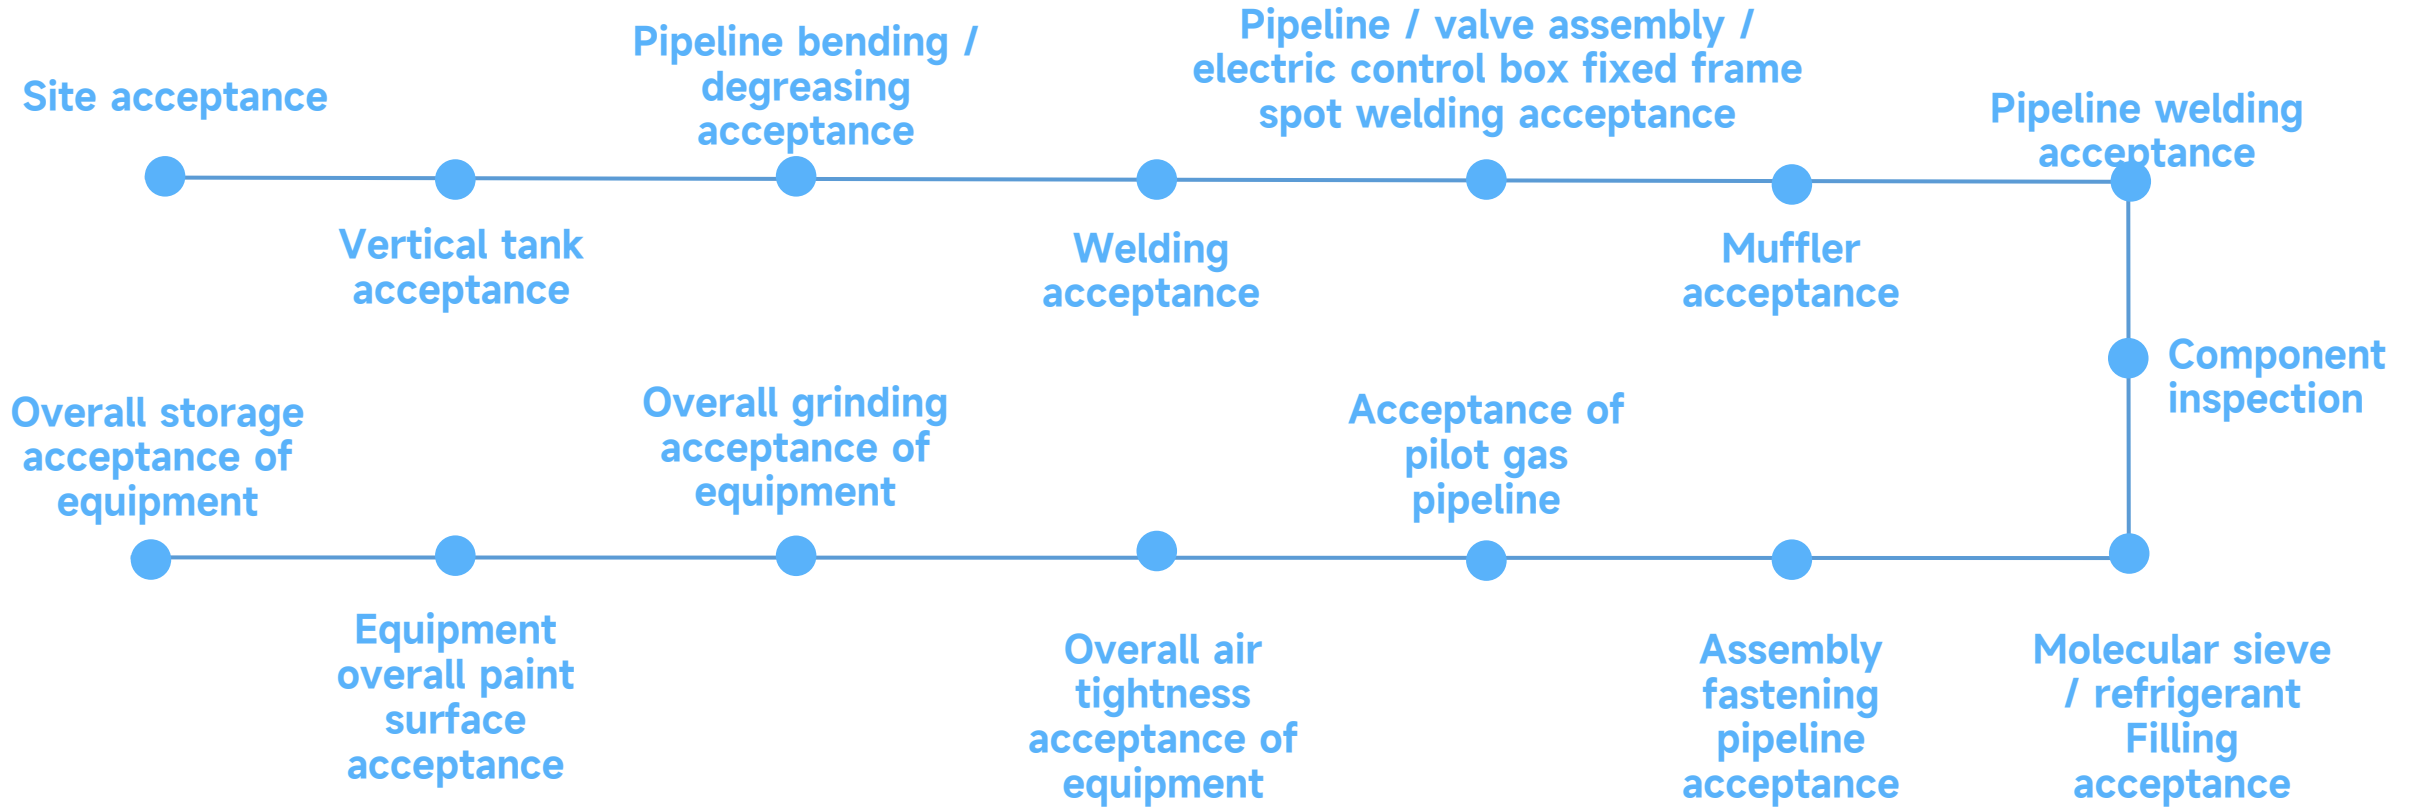 Site acceptance
Vertical tank
acceptance
Pipeline bending /
degreasing
acceptance
Welding
acceptance
Pipeline / valve assembly /
electric control box fixed frame
spot welding acceptance
Muffler
acceptance
Pipeline welding
acceptance
Component
inspection
Molecular sieve
/ refrigerant
Filling
acceptance
Assembly
fastening
pipeline
acceptance
Acceptance of
pilot gas
pipeline
Overall air
tightness
acceptance of
equipment
Overall grinding
acceptance of
equipment
Equipment
overall paint
surface
acceptance
Overall storage
acceptance of
equipment